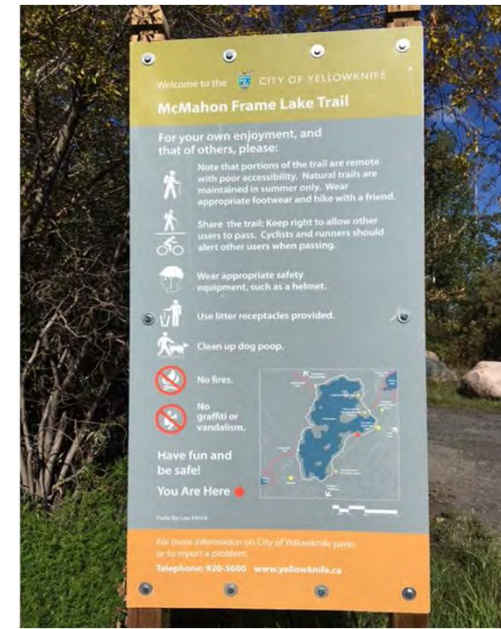 Welcome to the CITY OF YELLOWKNIFE
McMahon Frame Lake Trail
For your own enjoyment, and
that of others, please:
Note that portions of the trail are remote
with poor accessibility. Natural trails are
maintained in summer only. Wear
appropriate footwear and hike with a friend.
Share the trail: Keep right to allow other
users to pass. Cyclists and runners should
alert other users when passing.
Wear appropriate safety
equipment, such as a helmet.
Use litter receptacles provided.
Clean up dog poop.
No fires.
No
graffiti or
vandalism.
Have fun and
be safe!
You Are Here
Parks By-Law
For more information on City of Yellowknife parks
or to report a problem:
Telephone: 920-5600 www.yellowknife.ca